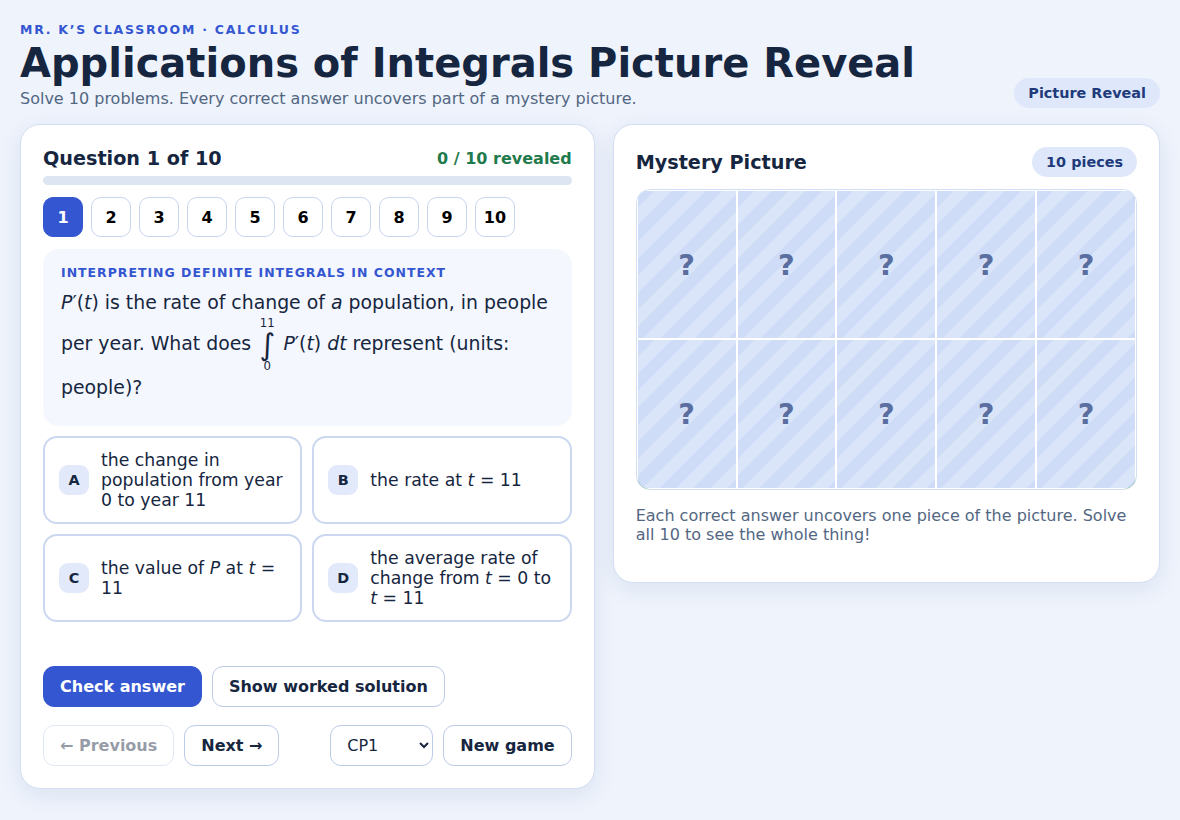 MR. K’S CLASSROOM · CALCULUS
Applications of Integrals Picture Reveal
Solve 10 problems. Every correct answer uncovers part of a mystery picture.
Picture Reveal
Question 1 of 10
0 / 10 revealed
1 2 3 4 5 6 7 8 9 10
INTERPRETING DEFINITE INTEGRALS IN CONTEXT
P′(t) is the rate of change of a population, in people
per year. What does ∫₀¹¹ P′(t) dt represent (units:
people)?
A
the change in
population from year
0 to year 11
B
the rate at t = 11
C
the value of P at t =
11
D
the average rate of
change from t = 0 to
t = 11
Check answer
Show worked solution
← Previous
Next →
CP1
New game
Mystery Picture
10 pieces
? ? ? ? ?
? ? ? ? ?
Each correct answer uncovers one piece of the picture. Solve
all 10 to see the whole thing!